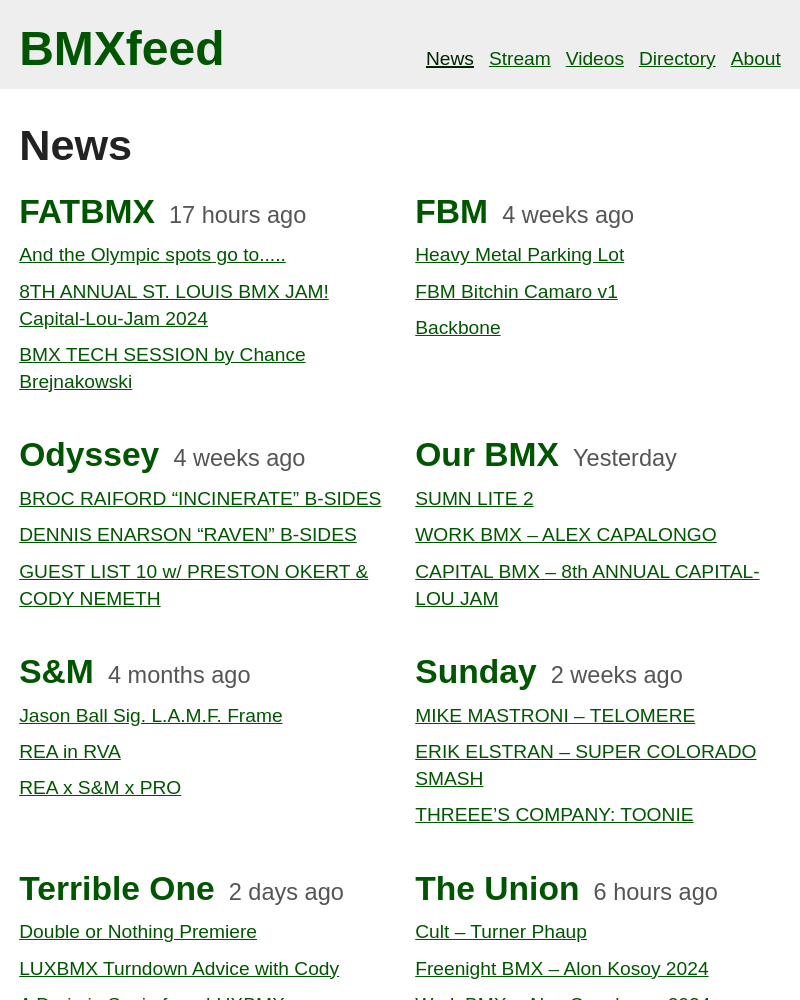 BMXfeed
News Stream Videos Directory About
News
FATBMX 17 hours ago
And the Olympic spots go to.....
8TH ANNUAL ST. LOUIS BMX JAM!
Capital-Lou-Jam 2024
BMX TECH SESSION by Chance
Brejnakowski
FBM 4 weeks ago
Heavy Metal Parking Lot
FBM Bitchin Camaro v1
Backbone
Odyssey 4 weeks ago
BROC RAIFORD “INCINERATE” B-SIDES
DENNIS ENARSON “RAVEN” B-SIDES
GUEST LIST 10 w/ PRESTON OKERT &
CODY NEMETH
Our BMX Yesterday
SUMN LITE 2
WORK BMX – ALEX CAPALONGO
CAPITAL BMX – 8th ANNUAL CAPITAL-
LOU JAM
S&M 4 months ago
Jason Ball Sig. L.A.M.F. Frame
REA in RVA
REA x S&M x PRO
Sunday 2 weeks ago
MIKE MASTRONI – TELOMERE
ERIK ELSTRAN – SUPER COLORADO
SMASH
THREEE’S COMPANY: TOONIE
Terrible One 2 days ago
Double or Nothing Premiere
LUXBMX Turndown Advice with Cody
The Union 6 hours ago
Cult – Turner Phaup
Freenight BMX – Alon Kosoy 2024